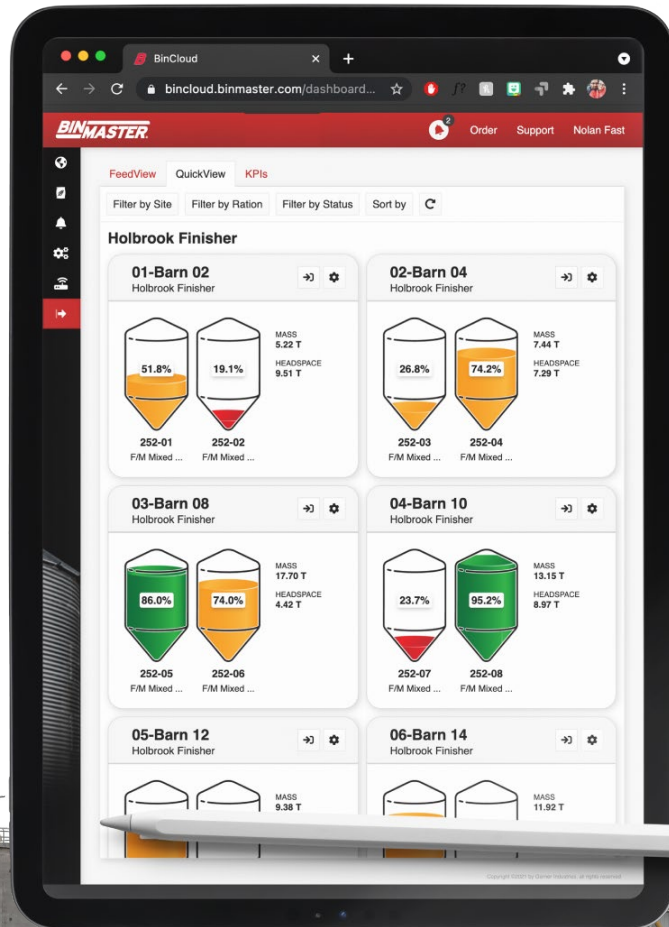 BinCloud
bincloud.binmaster.com/dashboard...
BINMASTER
2
Order
Support
Nolan Fast
FeedView
QuickView
KPIs
Filter by Site
Filter by Ration
Filter by Status
Sort by
Holbrook Finisher
01-Barn 02
Holbrook Finisher
51.8%
19.1%
MASS
5.22 T
HEADSPACE
9.51 T
252-01
252-02
F/M Mixed ...
F/M Mixed ...
02-Barn 04
Holbrook Finisher
26.8%
74.2%
MASS
7.44 T
HEADSPACE
7.29 T
252-03
252-04
F/M Mixed ...
F/M Mixed ...
03-Barn 08
Holbrook Finisher
86.0%
74.0%
MASS
17.70 T
HEADSPACE
4.42 T
252-05
252-06
F/M Mixed ...
F/M Mixed ...
04-Barn 10
Holbrook Finisher
23.7%
95.2%
MASS
13.15 T
HEADSPACE
8.97 T
252-07
252-08
F/M Mixed ...
F/M Mixed ...
05-Barn 12
Holbrook Finisher
MASS
9.38 T
06-Barn 14
Holbrook Finisher
MASS
11.92 T